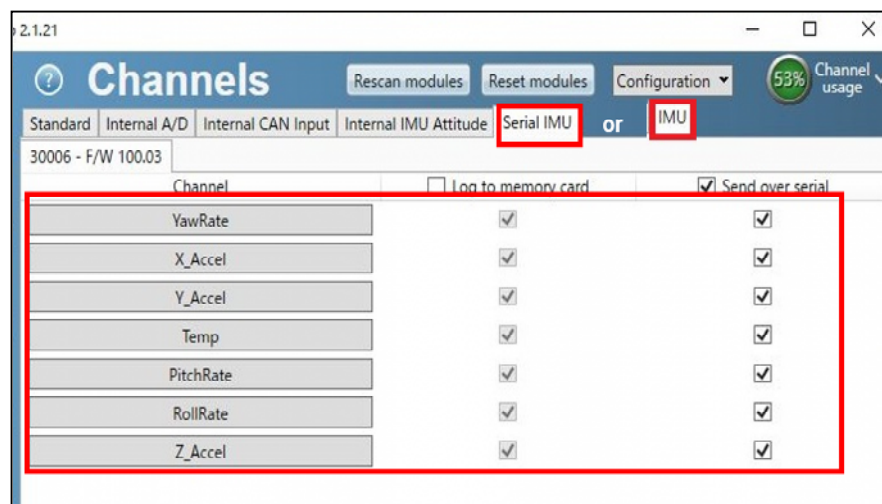 2.1.21
? Channels Rescan modules Reset modules Configuration 53% Channel usage
Standard Internal A/D Internal CAN Input Internal IMU Attitude Serial IMU or IMU
30006 - F/W 100.03
Channel Log to memory card Send over serial
YawRate
X_Accel
Y_Accel
Temp
PitchRate
RollRate
Z_Accel